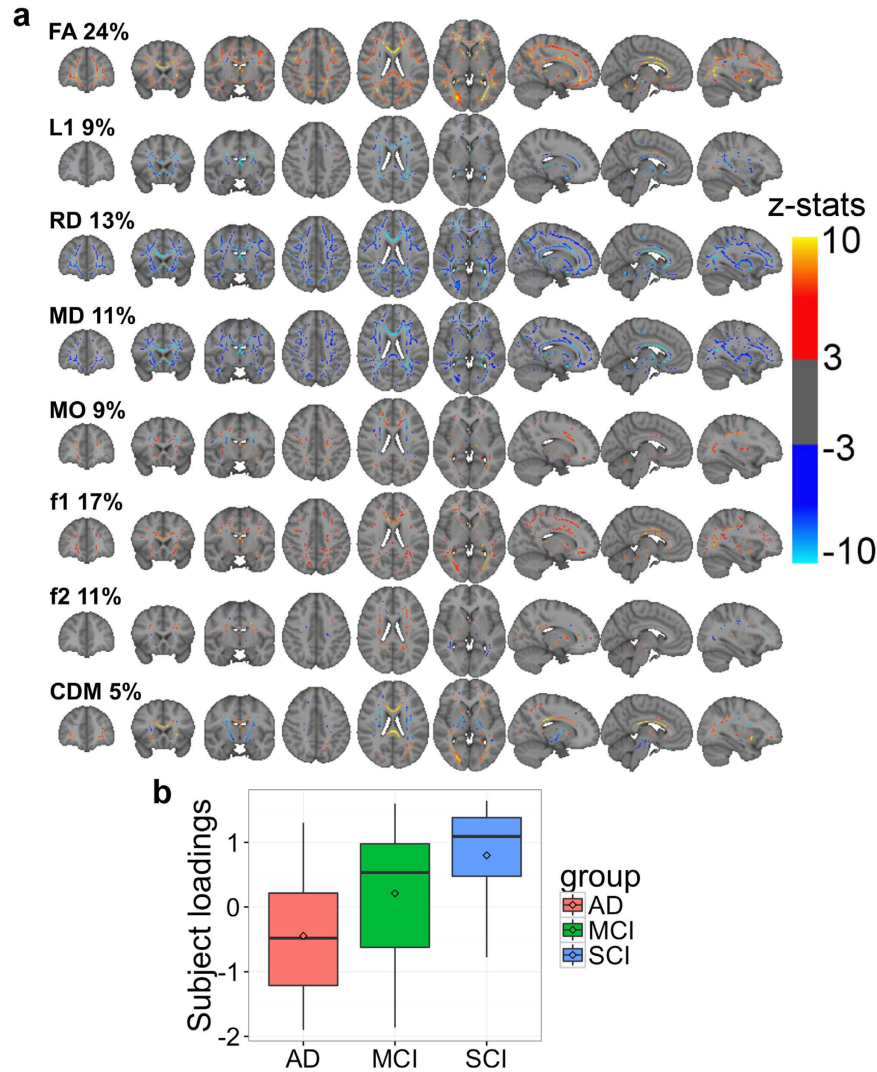 a
FA 24%
L1 9%
RD 13%
MD 11%
MO 9%
f1 17%
f2 11%
CDM 5%
z-stats
10
3
-3
-10
b
Subject loadings
1
0
-1
-2
AD
MCI
SCI
group
AD
MCI
SCI